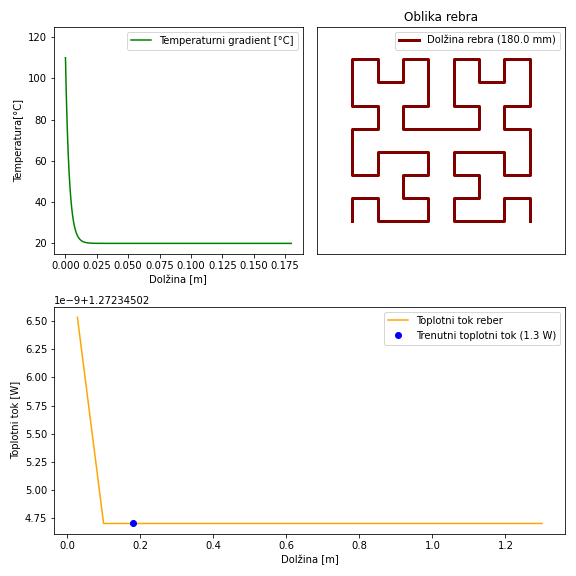 Oblika rebra
120
100
80
60
40
20
Temperatura[°C]
Temperaturni gradient [°C]
0.000 0.025 0.050 0.075 0.100 0.125 0.150 0.175
Dolžina [m]
Dolžina rebra (180.0 mm)
1e−9+1.27234502
6.50
6.25
6.00
5.75
5.50
5.25
5.00
4.75
Toplotni tok [W]
Toplotni tok reber
Trenutni toplotni tok (1.3 W)
0.0 0.2 0.4 0.6 0.8 1.0 1.2
Dolžina [m]